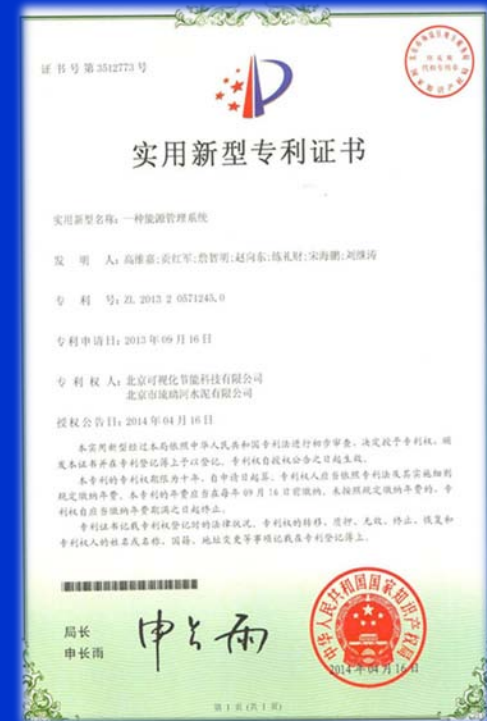 证书号第3512773号
实用新型专利证书
实用新型名称：一种能源管理系统
发 明 人：高维嘉;贡红军;詹智明;赵向东;练礼财;宋海鹏;刘继涛
专 利 号：ZL 2013 2 0571245.0
专利申请日：2013年09月16日
专 利 权 人：北京可视化节能科技有限公司
北京市琉璃河水泥有限公司
授权公告日：2014年04月16日
本实用新型经过本局依照中华人民共和国专利法进行初步审查，决定授予专利权，颁
发本证书并在专利登记簿上予以登记。专利权自授权公告之日起生效。
本专利的专利权期限为十年，自申请日起算。专利权人应当依照专利法及其实施细则
规定缴纳年费。本专利的年费应当在每年09月16日前缴纳。未按照规定缴纳年费的，专
利权自应当缴纳年费期满之日起终止。
专利证书记载专利权登记时的法律状况。专利权的转移、质押、无效、终止、恢复和
专利权人的姓名或名称、国籍、地址变更等事项记载在专利登记簿上。
局长
申长雨
申长雨
中华人民共和国国家知识产权局
2014年04月16日
第 1 页 (共 1 页)